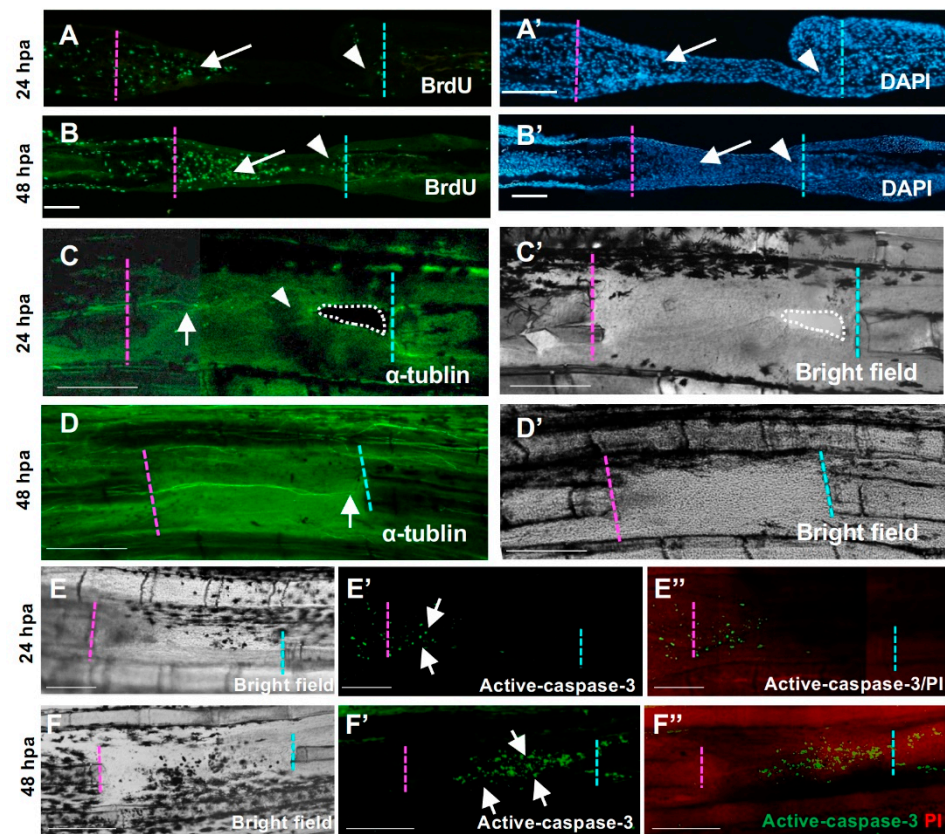 24 hpa
A
BrdU
A'
DAPI
48 hpa
B
BrdU
B'
DAPI
24 hpa
C
α-tublin
C'
Bright field
48 hpa
D
α-tublin
D'
Bright field
24 hpa
E
Bright field
E'
Active-caspase-3
E''
Active-caspase-3/PI
48 hpa
F
Bright field
F'
Active-caspase-3
F''
Active-caspase-3 PI